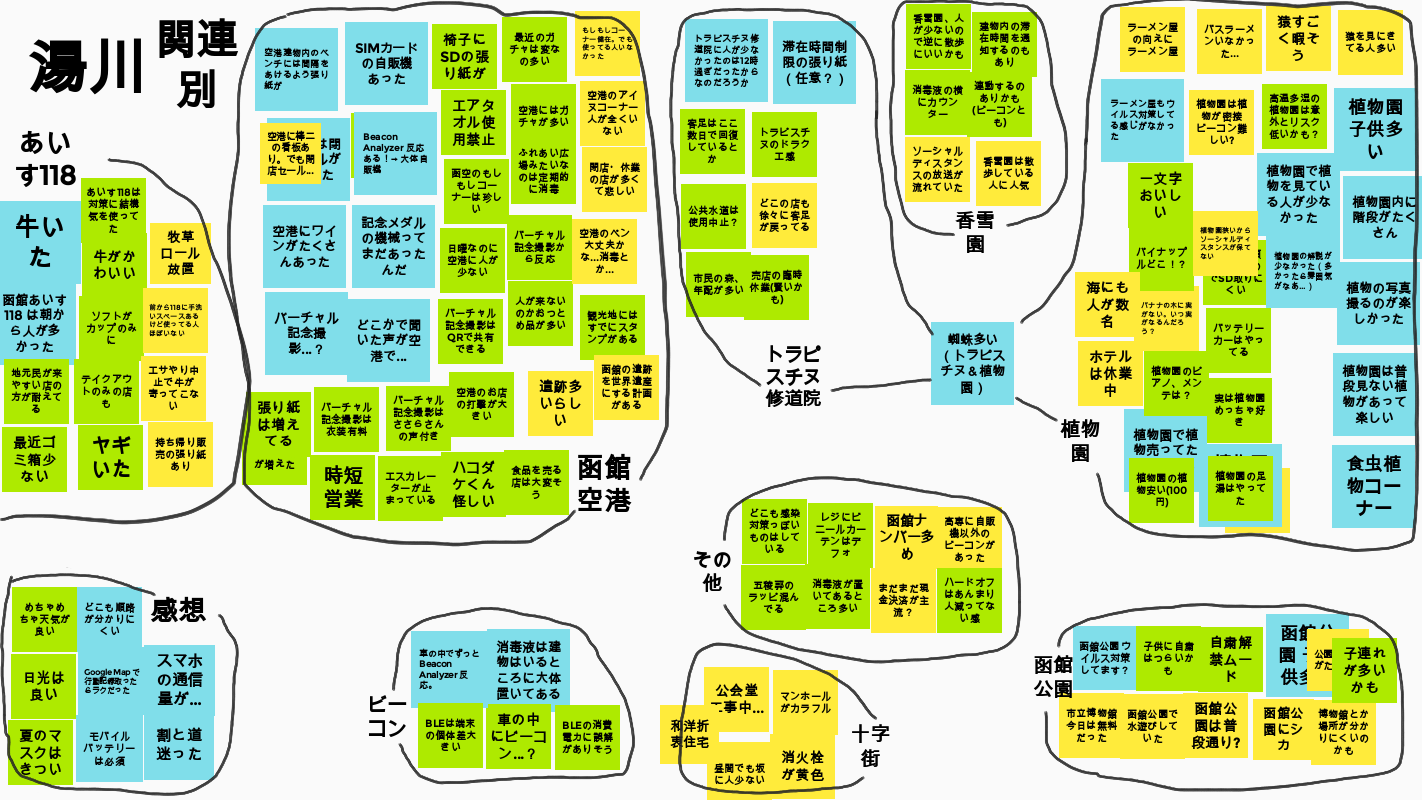 湯川
関連
別
あい
す118
あいす118は
対策に結構
気を使って
た
牛い
た
牛がか
わいい
牧草
ロール
放置
函館あいす
118 は朝か
ら人が多
かった
ソフトが
カップのみ
に
前から118に手洗
いスペースある
けど使ってる人
ほぼいない
地元民が来
やすい店の
方が耐えて
る
テイクアウ
トのみの店
も
エサやり中
止で牛が
寄ってこな
い
最近ゴ
ミ箱少
ない
ヤギ
いた
持ち帰り販
売の張り紙
あり
空港建物内のベ
ンチには間隔を
あけるよう張り
紙が
SIMカード
の自販機
あった
椅子に
SDの張
り紙が
最近のガ
チャは変な
の多い
もしもしコー
ナー健在。でも
使ってる人いな
かった
エアタ
オル使
用禁止
空港にはガ
チャが多い
空港のアイ
ヌコーナー
人が全くい
ない
空港に棒二
の看板あ
り。でも閉
店セール...
Beacon
Analyzer 反応
ある！→ 大体自
販機
函空のもし
もしコー
ナーは珍し
い
ふれあい広
場みたいな
のは定期的
に消毒
閉店・休業
の店が多く
て悲しい
空港にワイ
ンがたくさ
んあった
記念メダル
の機械って
まだあった
んだ
日曜なのに
空港に人が
少ない
バーチャル
記念撮影か
ら反応
空港のペン
大丈夫か
な...消毒と
か...
バーチャル
記念撮
影...？
どこかで聞
いた声が空
港で...
バーチャル
記念撮影は
QRで共有
できる
人が来ない
のかおっと
め品が多い
観光地には
すでにスタ
ンプがある
張り紙
は増え
てる
が増えた
バーチャル
記念撮影は
衣装有料
バーチャル
記念撮影は
ささらさん
の声付き
空港のお店
の打撃が大
きい
遺跡多
いらし
い
函館の遺跡
を世界遺産
にする計画
がある
時短
営業
エスカレー
ターが止
まっている
ハコダ
ケくん
怪しい
食品を売る
店は大変そ
う
函館
空港
トラピスチヌ修
道院に人が少な
かったのは12時
過ぎだったから
なのだろうか
滞在時間制
限の張り紙
（任意？）
客足はここ
数日で回復
しているとか
トラピスチ
ヌのドラク
エ感
公共水道は
使用中止？
どこの店も
徐々に客足
が戻ってる
市民の森、
年配が多い
売店の臨時
休業(賢いか
も)
トラピ
スチヌ
修道院
香雪園、人
が少ないの
で逆に散歩
にいいかも
建物内の滞
在時間を通
知するのも
あり
消毒液の横
にカウン
ター
連動するの
ありかも
(ビーコンと
も)
ソーシャル
ディスタン
スの放送が
流れていた
香雪園は散
歩している
人に人気
香雪
園
蜘蛛多い
（トラピス
チヌ＆植物
園）
ラーメン屋
の向えに
ラーメン屋
バスラーメ
ンいなかっ
た...
猿すご
く暇そ
う
猿を見にき
てる人多い
ラーメン屋もウ
イルス対策して
る感じがなかっ
た
植物園は植
物が密接
ビーコン難
しい?
高温多湿の
植物園は意
外とリスク
低いかも？
植物園
子供多
い
一文字
おいし
い
植物園で植
物を見てい
る人が少な
かった
植物園内に
階段がたく
さん
パイナップ
ルどこ！？
植物園狭いから
ソーシャルディ
スタンスが保て
ない
でSD取りに
くい
植物園の解説が
少なかった（多
かったら雰囲気
がなあ...）
海にも
人が数
名
バナナの木に実
がない。いつ実
がなるんだろ
う？
植物の写真
撮るのが楽
しかった
バッテリー
カーはやっ
てる
ホテル
は休業
中
植物園のピ
アノ、メン
テは？
実は植物園
めっちゃ好
き
植物園は普
段見ない植
物があって
楽しい
植物園で植
物売ってた
植物園の植
物安い(100
円)
植物園の足
湯はやって
た
食虫植
物コー
ナー
植物
園
どこも感染
対策っぽい
ものはして
いる
レジにビ
ニールカー
テンはデ
フォ
函館ナ
ンバー多
め
高専に自販
機以外の
ビーコンが
あった
五稜郭の
ラッピ混ん
でる
消毒液が置
いてあると
ころ多い
まだまだ現
金決済が主
流？
ハードオフ
はあんまり
人減ってな
い感
その
他
めちゃめ
ちゃ天気が
良い
どこも順路
が分かりに
くい
感想
日光は
良い
Google Map で
行動記録取った
らラクだった
スマホ
の通信
量が...
夏のマ
スクは
きつい
モバイル
バッテリー
は必須
割と道
迷った
車の中でずっと
Beacon
Analyzer 反
応。
消毒液は建
物はいると
ころに大体
置いてある
BLEは端末
の個体差大
きい
車の中
にビーコ
ン...？
BLEの消費
電力に誤解
がありそう
ビー
コン
公会堂
工事中...
マンホール
がカラフル
和洋折
衷住宅
昼間でも坂
に人少ない
消火栓
が黄色
十字
街
函館公園 ウ
イルス対策
してます？
子供に自粛
はつらいか
も
自粛解
禁ムー
ド
子連れ
が多い
かも
市立博物館
今日は無料
だった
函館公園で
水遊びして
いた
函館公
園は普
段通り?
函館公
園にシ
カ
博物館とか
場所が分か
りにくいの
かも
函館
公園